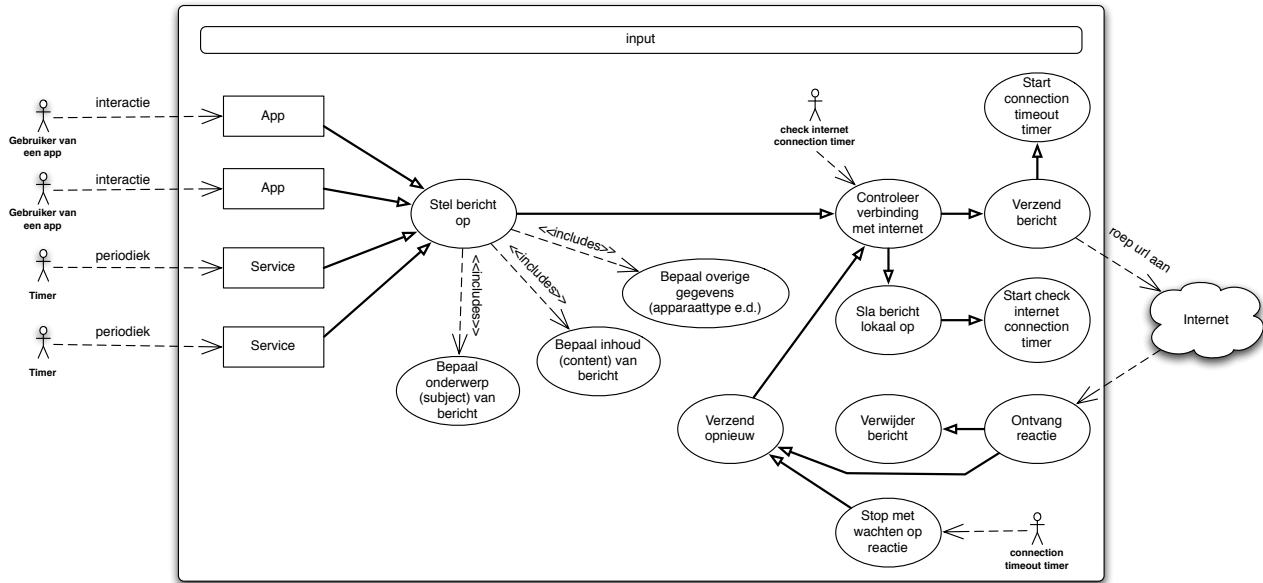 input
interactie
Gebruiker van
een app
App
interactie
Gebruiker van
een app
App
periodiek
Timer
Service
periodiek
Timer
Service
Stel bericht
op
<<includes>>
Bepaal
onderwerp
(subject) van
bericht
<<includes>>
Bepaal inhoud
(content) van
bericht
<<includes>>
Bepaal overige
gegevens
(apparaattype e.d.)
check internet
connection timer
Controleer
verbinding
met internet
Start
connection
timeout
timer
Verzend
bericht
roep url aan
Internet
Sla bericht
lokaal op
Start check
internet
connection
timer
Verzend
opnieuw
Verwijder
bericht
Ontvang
reactie
Stop met
wachten op
reactie
connection
timeout timer